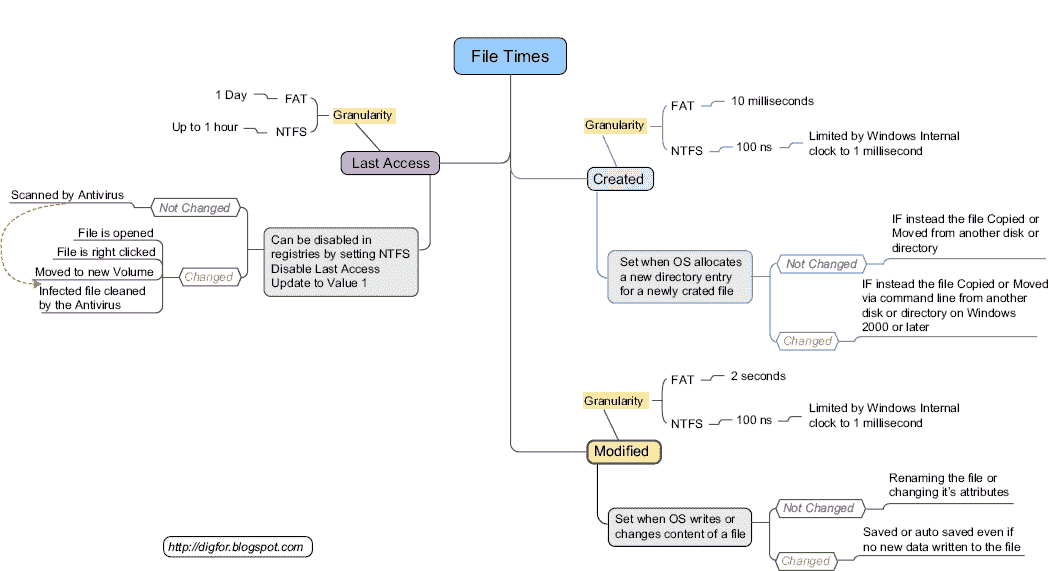 File Times
1 Day
FAT
Up to 1 hour
NTFS
Granularity
Last Access
Scanned by Antivirus
Not Changed
File is opened
File is right clicked
Moved to new Volume
Infected file cleaned
by the Antivirus
Changed
Can be disabled in
registries by setting NTFS
Disable Last Access
Update to Value 1
Granularity
FAT
10 milliseconds
NTFS
100 ns
Limited by Windows Internal
clock to 1 millisecond
Created
Set when OS allocates
a new directory entry
for a newly crated file
Not Changed
IF instead the file Copied or
Moved from another disk or
directory
Changed
IF instead the file Copied or Moved
via command line from another
disk or directory on Windows
2000 or later
Granularity
FAT
2 seconds
NTFS
100 ns
Limited by Windows Internal
clock to 1 millisecond
Modified
Set when OS writes or
changes content of a file
Not Changed
Renaming the file or
changing it's attributes
Changed
Saved or auto saved even if
no new data written to the file
http://digfor.blogspot.com